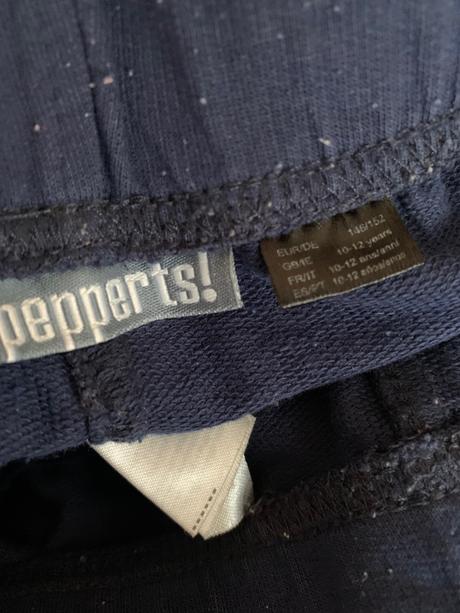 pepperts!
EUR/DE 146/152
GB/IE 10-12 years
FR/IT 10-12 ans/anni
ES/PT 10-12 años/anos